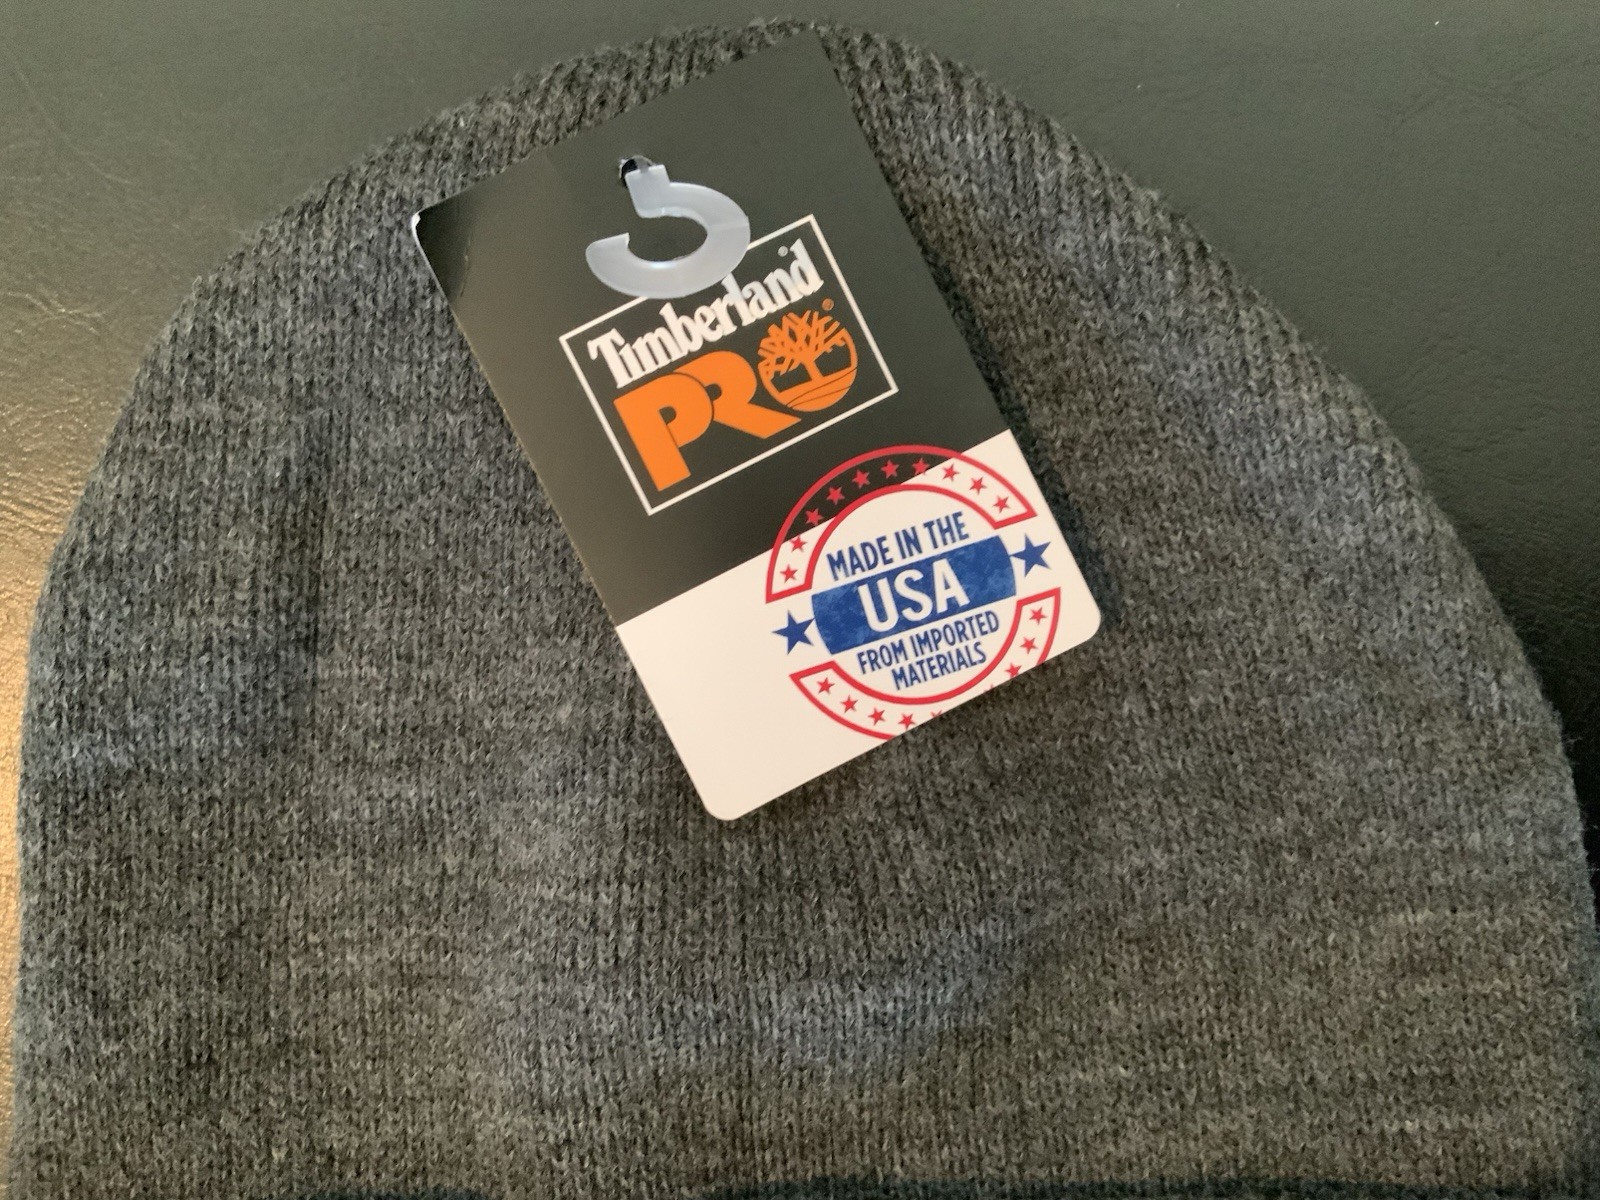 Timberland®
PRO®
MADE IN THE
USA
FROM IMPORTED
MATERIALS